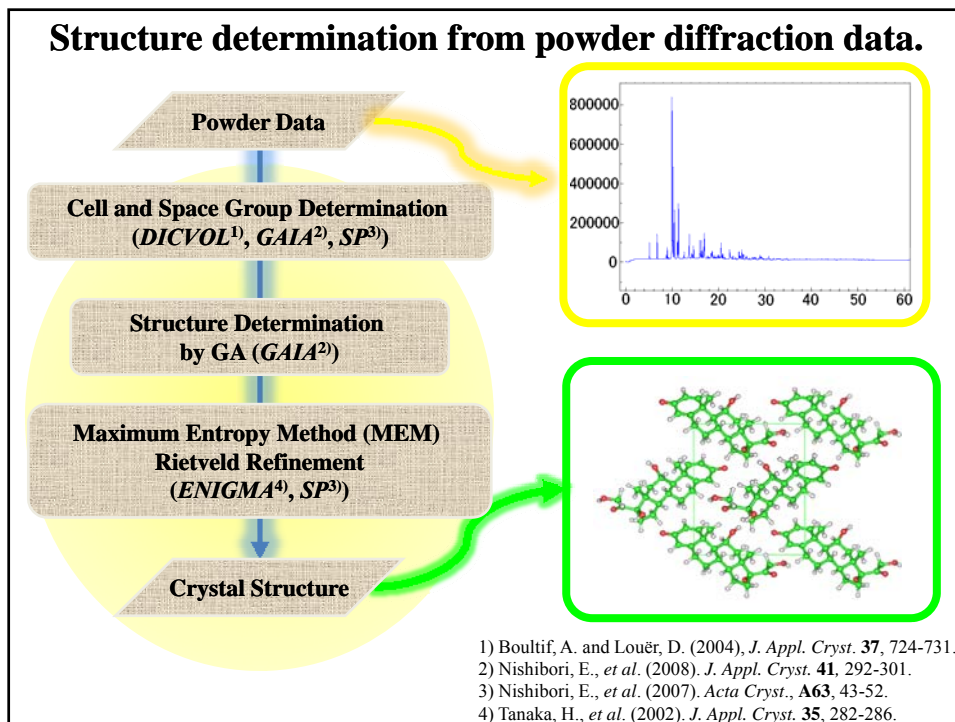 Structure determination from powder diffraction data.
Powder Data
Cell and Space Group Determination
(DICVOL1), GAIA2), SP3))
Structure Determination
by GA (GAIA2))
Maximum Entropy Method (MEM)
Rietveld Refinement
(ENIGMA4), SP3))
Crystal Structure
800000
600000
400000
200000
0
0 10 20 30 40 50 60
1) Boultif, A. and Louër, D. (2004), J. Appl. Cryst. 37, 724-731.
2) Nishibori, E., et al. (2008). J. Appl. Cryst. 41, 292-301.
3) Nishibori, E., et al. (2007). Acta Cryst., A63, 43-52.
4) Tanaka, H., et al. (2002). J. Appl. Cryst. 35, 282-286.